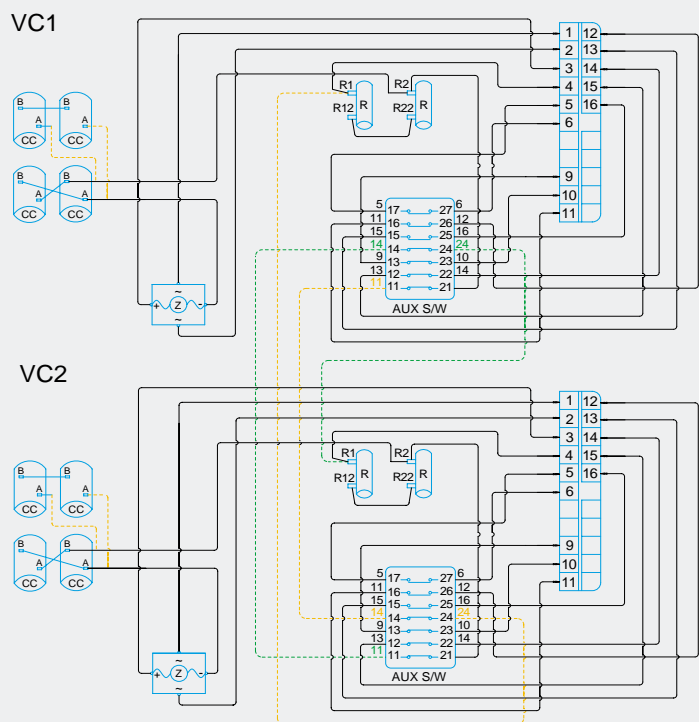 VC1
1 12
2 13
3 14
4 15
5 16
6
9
10
11
R1 R2
R R
R12 R22
B B
A A
CC CC
B B
A A
CC CC
5 17 27 6
11 16 26 12
15 15 25 16
14 14 24 24
9 13 23 10
13 12 22 14
11 11 21
AUX S/W
~
+ Z -
~
VC2
1 12
2 13
3 14
4 15
5 16
6
9
10
11
R1 R2
R R
R12 R22
B B
A A
CC CC
B B
A A
CC CC
5 17 27 6
11 16 26 12
15 15 25 16
14 14 24 24
9 13 23 10
13 12 22 14
11 11 21
AUX S/W
~
+ Z -
~